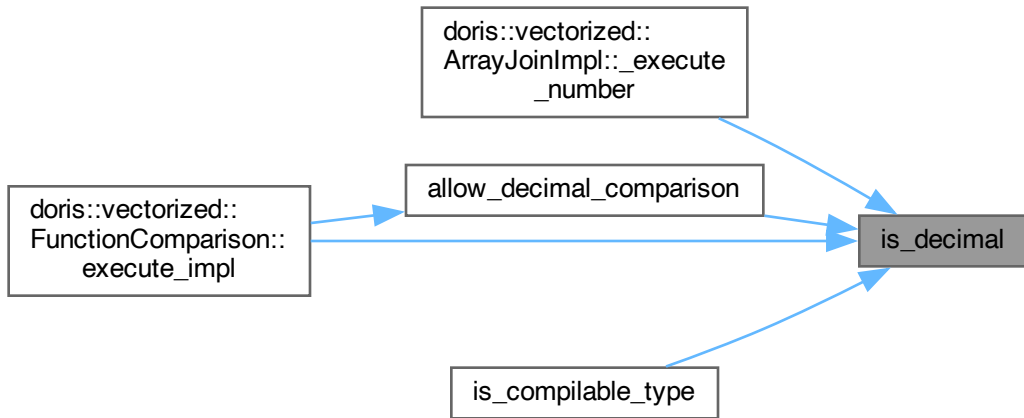 doris::vectorized::
ArrayJoinImpl::_execute
_number
allow_decimal_comparison
doris::vectorized::
FunctionComparison::
execute_impl
is_decimal
is_compilable_type